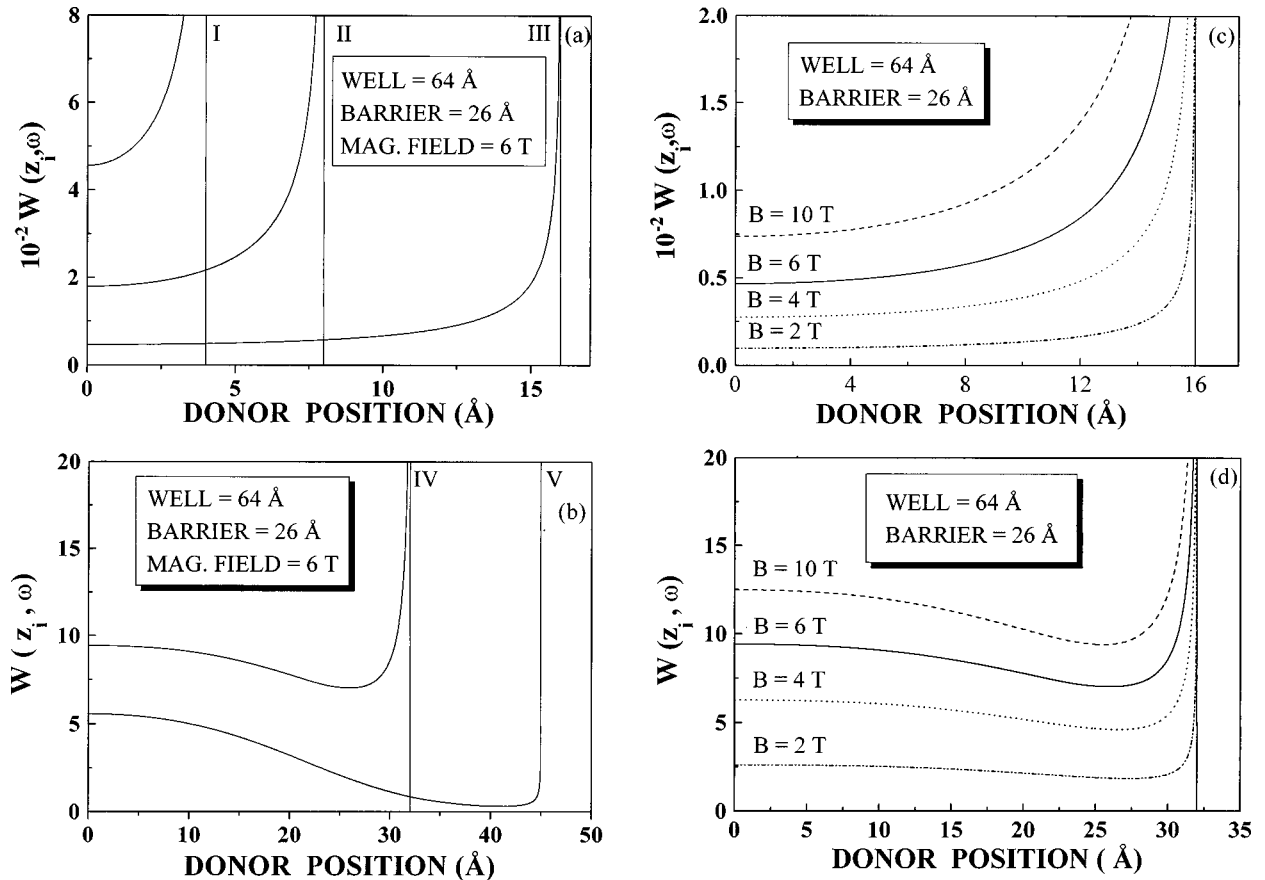 I II III (a)
WELL = 64 Å
BARRIER = 26 Å
MAG. FIELD = 6 T
8
6
4
2
0
10⁻² W (zᵢ,ω)
0 5 10 15
DONOR POSITION (Å)
(c)
WELL = 64 Å
BARRIER = 26 Å
2.0
1.5
1.0
0.5
0.0
10⁻² W (zᵢ,ω)
B = 10 T
B = 6 T
B = 4 T
B = 2 T
0 4 8 12 16
DONOR POSITION (Å)
IV V
(b)
WELL = 64 Å
BARRIER = 26 Å
MAG. FIELD = 6 T
20
15
10
5
0
W ( zᵢ , ω)
0 10 20 30 40 50
DONOR POSITION (Å)
(d)
WELL = 64 Å
BARRIER = 26 Å
20
15
10
5
0
W (zᵢ, ω)
B = 10 T
B = 6 T
B = 4 T
B = 2 T
0 5 10 15 20 25 30 35
DONOR POSITION ( Å)